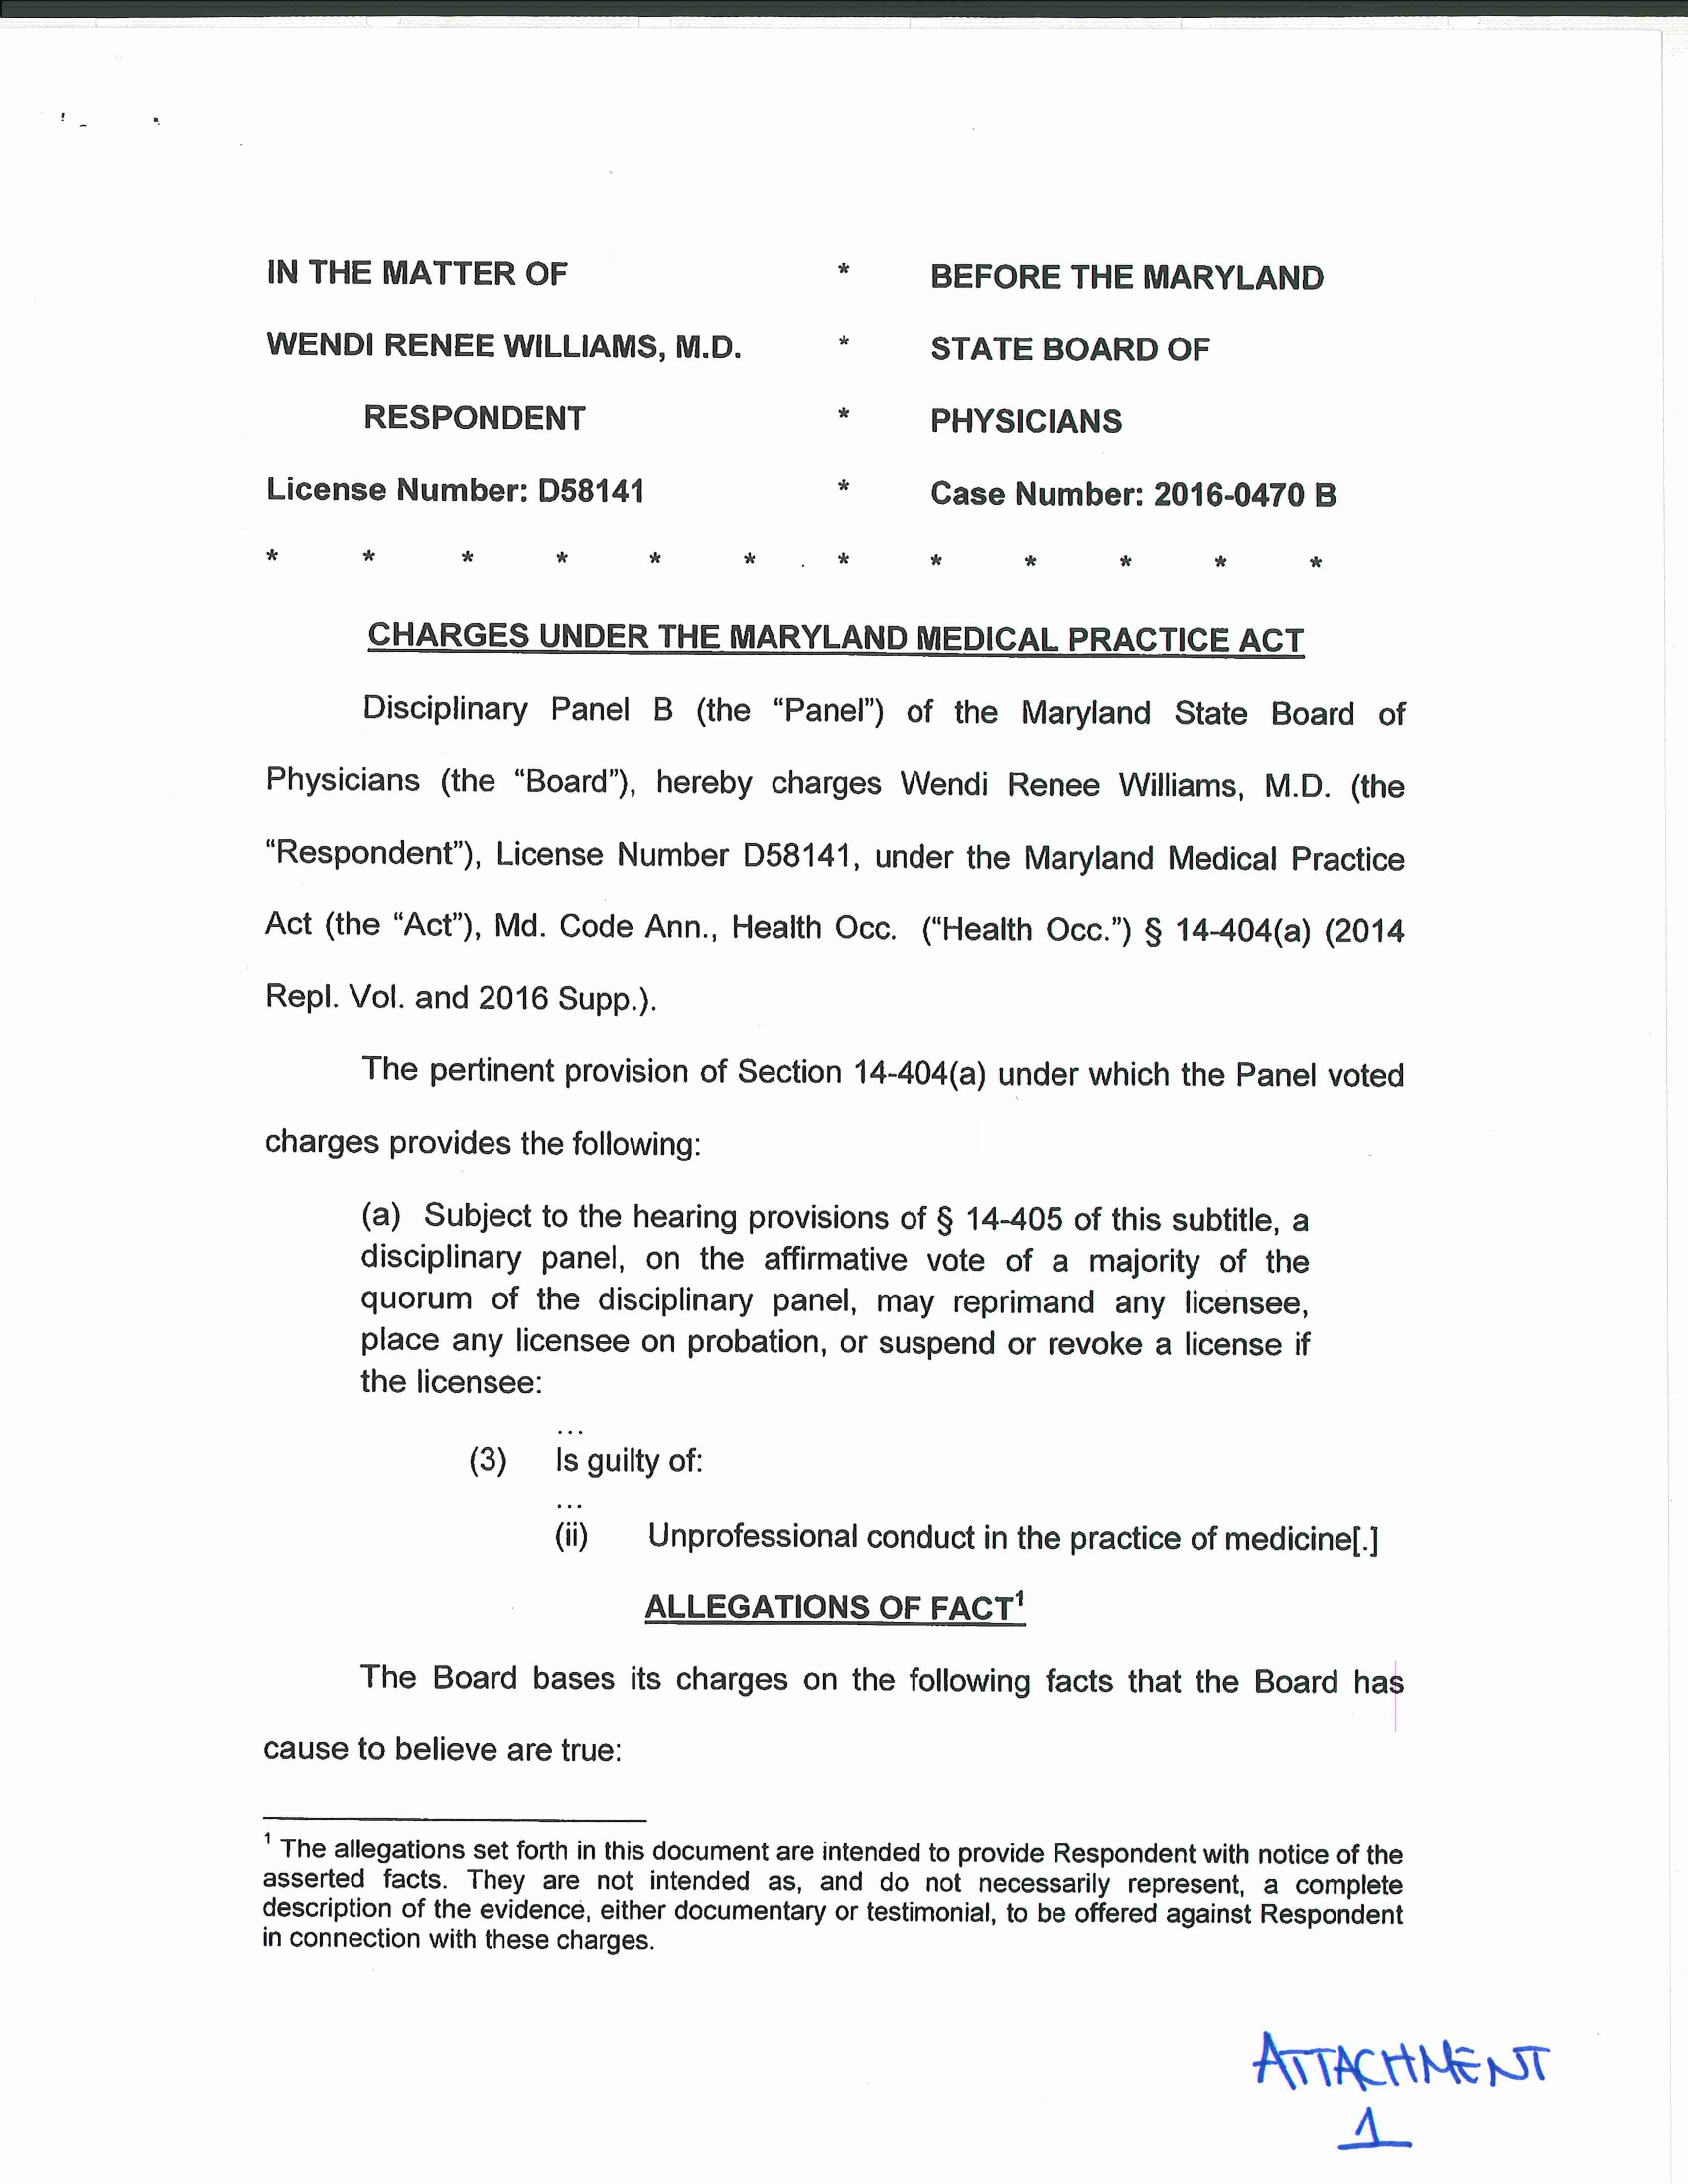 IN THE MATTER OF * BEFORE THE MARYLAND
WENDI RENEE WILLIAMS, M.D. * STATE BOARD OF
RESPONDENT * PHYSICIANS
License Number: D58141 * Case Number: 2016-0470 B
* * * * * * * * * * * *
CHARGES UNDER THE MARYLAND MEDICAL PRACTICE ACT
Disciplinary Panel B (the “Panel”) of the Maryland State Board of
Physicians (the “Board”), hereby charges Wendi Renee Williams, M.D. (the
“Respondent”), License Number D58141, under the Maryland Medical Practice
Act (the “Act”), Md. Code Ann., Health Occ. (“Health Occ.”) § 14-404(a) (2014
Repl. Vol. and 2016 Supp.).
The pertinent provision of Section 14-404(a) under which the Panel voted
charges provides the following:
(a) Subject to the hearing provisions of § 14-405 of this subtitle, a
disciplinary panel, on the affirmative vote of a majority of the
quorum of the disciplinary panel, may reprimand any licensee,
place any licensee on probation, or suspend or revoke a license if
the licensee:
...
(3) Is guilty of:
...
(ii) Unprofessional conduct in the practice of medicine[.]
ALLEGATIONS OF FACT¹
The Board bases its charges on the following facts that the Board has
cause to believe are true:
¹ The allegations set forth in this document are intended to provide Respondent with notice of the
asserted facts. They are not intended as, and do not necessarily represent, a complete
description of the evidence, either documentary or testimonial, to be offered against Respondent
in connection with these charges.
ATTACHMENT
1